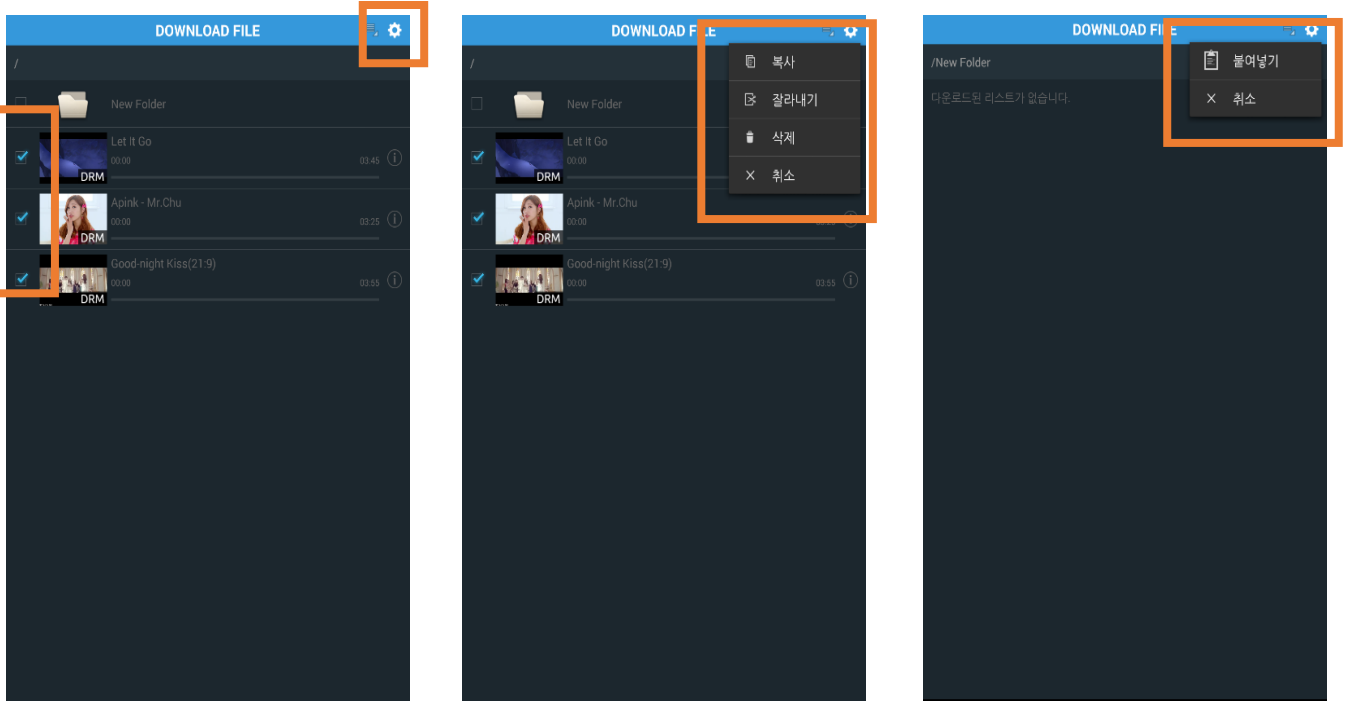 DOWNLOAD FILE
/
New Folder
Let It Go
00:00
03:45
DRM
Apink - Mr.Chu
00:00
03:25
DRM
Good-night Kiss(21:9)
00:00
03:55
DRM
DOWNLOAD FILE
/
복사
잘라내기
삭제
취소
New Folder
Let It Go
00:00
DRM
Apink - Mr.Chu
00:00
03:25
DRM
Good-night Kiss(21:9)
00:00
03:55
DRM
DOWNLOAD FILE
/New Folder
붙여넣기
취소
다운로드된 리스트가 없습니다.